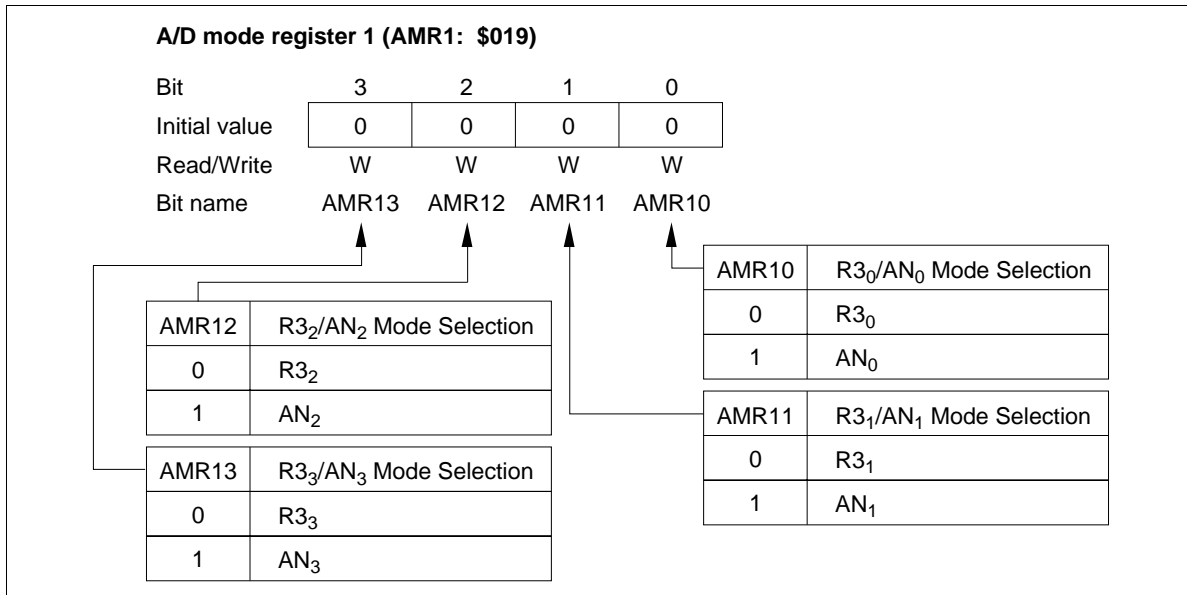 A/D mode register 1 (AMR1: $019)
Bit 3 2 1 0
Initial value 0 0 0 0
Read/Write W W W W
Bit name AMR13 AMR12 AMR11 AMR10
AMR10 R3₀/AN₀ Mode Selection
0 R3₀
1 AN₀
AMR12 R3₂/AN₂ Mode Selection
0 R3₂
1 AN₂
AMR11 R3₁/AN₁ Mode Selection
0 R3₁
1 AN₁
AMR13 R3₃/AN₃ Mode Selection
0 R3₃
1 AN₃